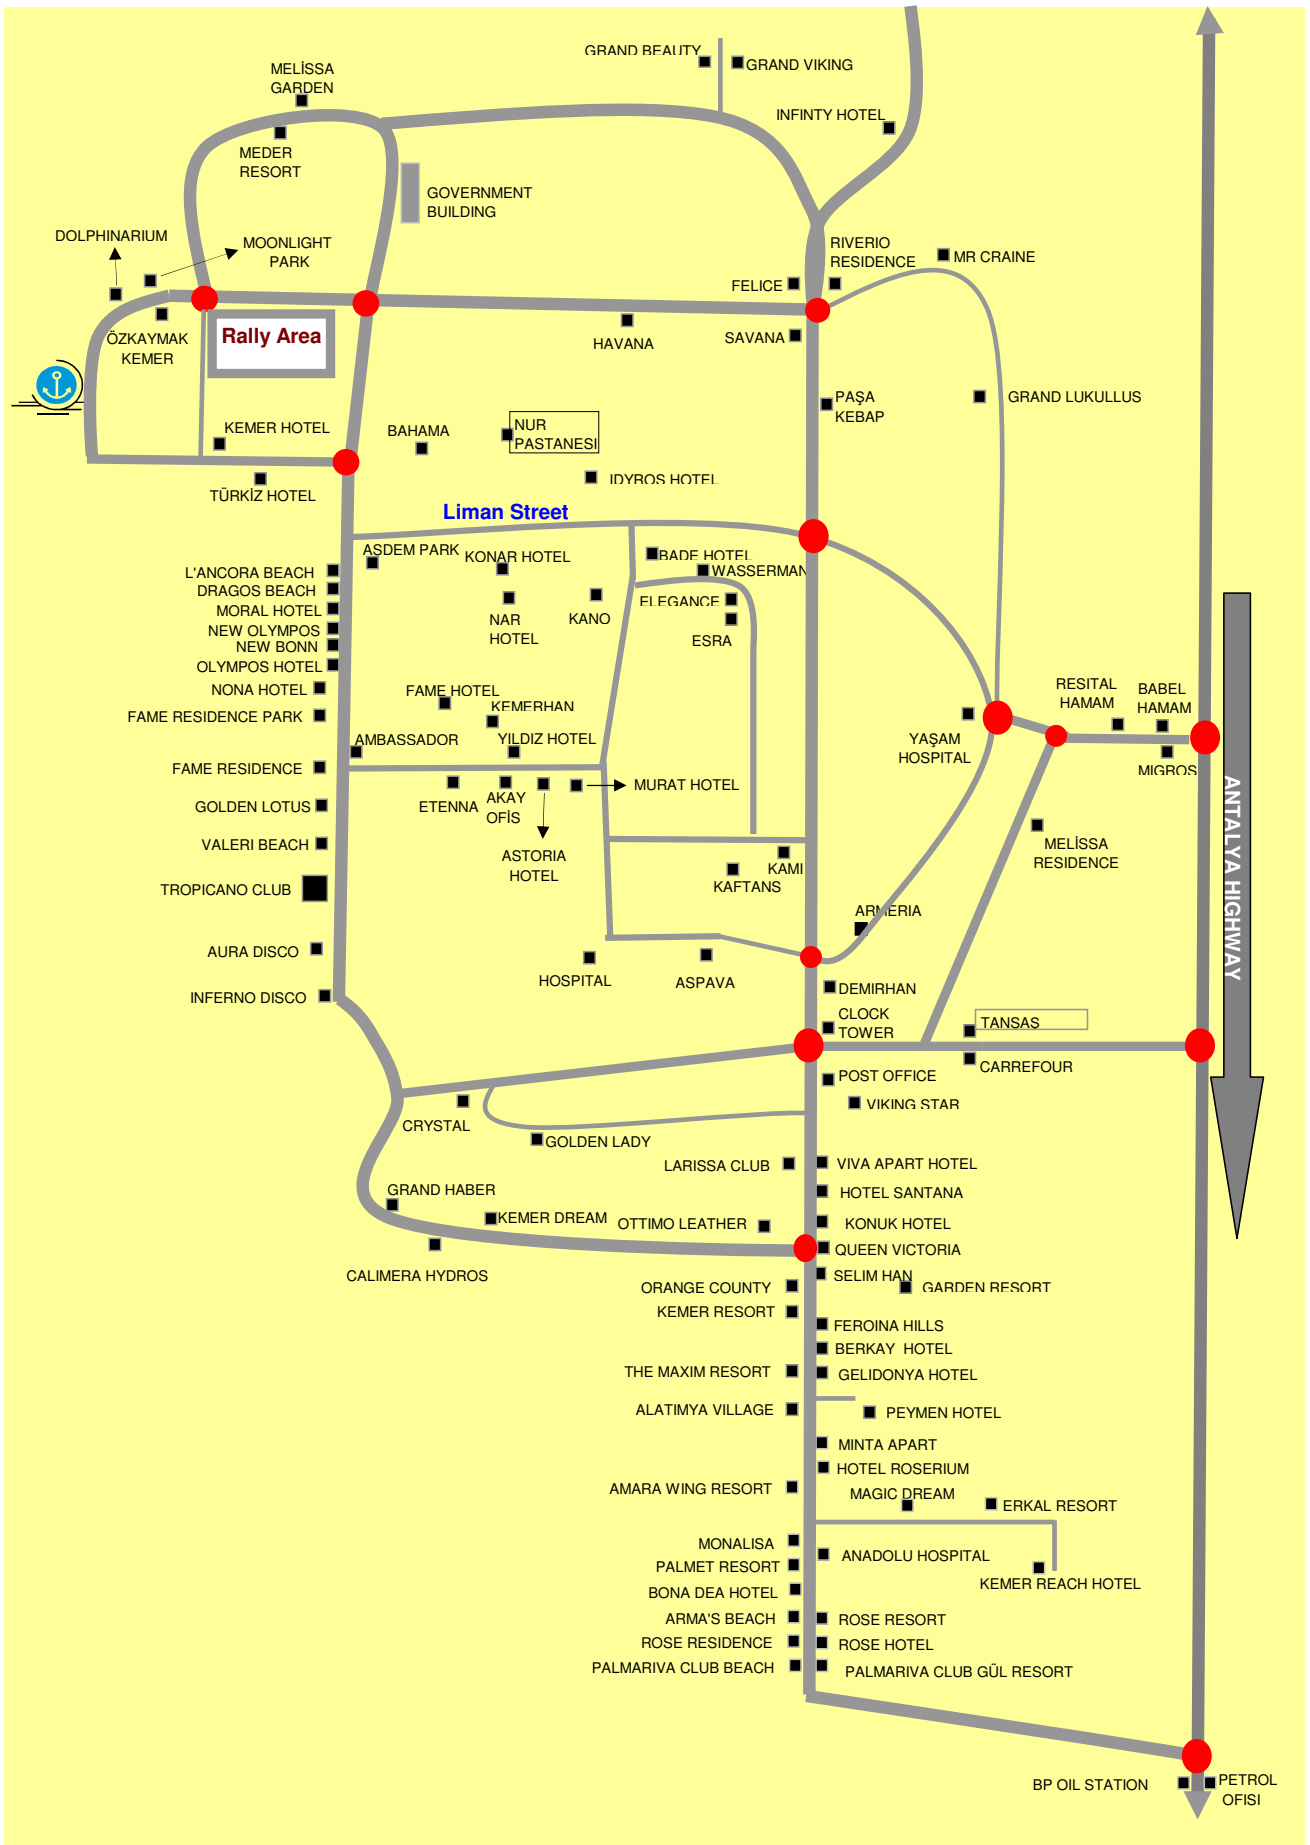 GRAND BEAUTY
GRAND VIKING
MELİSSA
GARDEN
INFINTY HOTEL
MEDER
RESORT
GOVERNMENT
BUILDING
DOLPHINARIUM
MOONLIGHT
PARK
RIVERIO
RESIDENCE
MR CRAINE
FELICE
ÖZKAYMAK
KEMER
Rally Area
HAVANA
SAVANA
PAŞA
KEBAP
GRAND LUKULLUS
KEMER HOTEL
BAHAMA
NUR
PASTANESI
IDYROS HOTEL
TÜRKİZ HOTEL
Liman Street
ASDEM PARK
KONAR HOTEL
BADE HOTEL
WASSERMAN
L'ANCORA BEACH
DRAGOS BEACH
MORAL HOTEL
NEW OLYMPOS
NEW BONN
OLYMPOS HOTEL
NONA HOTEL
FAME RESIDENCE PARK
NAR
HOTEL
KANO
ELEGANCE
ESRA
FAME HOTEL
KEMERHAN
AMBASSADOR
YILDIZ HOTEL
RESITAL
HAMAM
BABEL
HAMAM
YAŞAM
HOSPITAL
MIGROS
FAME RESIDENCE
GOLDEN LOTUS
VALERI BEACH
TROPICANO CLUB
ETENNA
AKAY
OFİS
MURAT HOTEL
ASTORIA
HOTEL
KAMI
KAFTANS
MELİSSA
RESIDENCE
ANTALYA HIGHWAY
ARMERIA
AURA DISCO
HOSPITAL
ASPAVA
INFERNO DISCO
DEMIRHAN
CLOCK
TOWER
TANSAŞ
CARREFOUR
POST OFFICE
VIKING STAR
CRYSTAL
GOLDEN LADY
LARISSA CLUB
VIVA APART HOTEL
GRAND HABER
HOTEL SANTANA
KEMER DREAM
OTTIMO LEATHER
KONUK HOTEL
QUEEN VICTORIA
CALIMERA HYDROS
SELIM HAN
ORANGE COUNTY
GARDEN RESORT
KEMER RESORT
FEROINA HILLS
BERKAY  HOTEL
THE MAXIM RESORT
GELIDONYA HOTEL
ALATIMYA VILLAGE
PEYMEN HOTEL
MINTA APART
HOTEL ROSERIUM
AMARA WING RESORT
MAGIC DREAM
ERKAL RESORT
MONALISA
ANADOLU HOSPITAL
PALMET RESORT
KEMER REACH HOTEL
BONA DEA HOTEL
ARMA'S BEACH
ROSE RESORT
ROSE RESIDENCE
ROSE HOTEL
PALMARIVA CLUB BEACH
PALMARIVA CLUB GÜL RESORT
BP OIL STATION
PETROL
OFISI